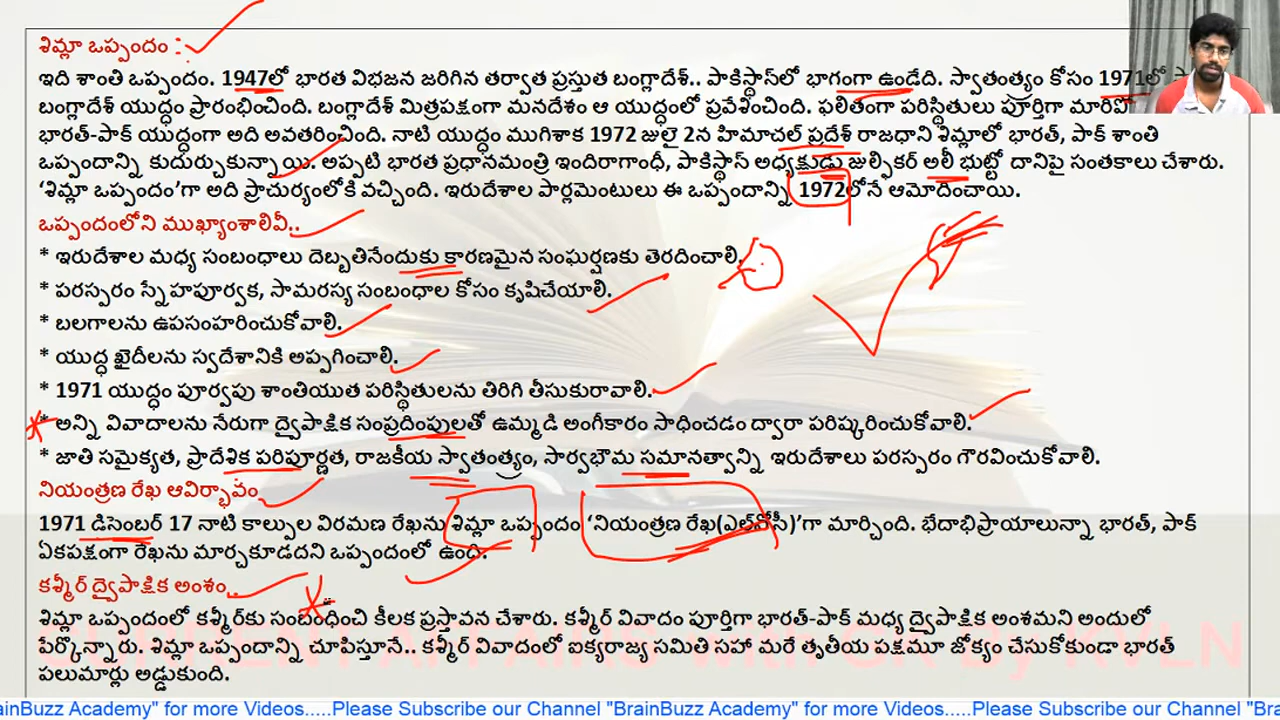 శిమ్లా ఒప్పందం :
ఇది శాంతి ఒప్పందం. 1947లో భారత విభజన జరిగిన తర్వాత ప్రస్తుత బంగ్లాదేశ్.. పాకిస్థాన్‌లో భాగంగా ఉండేది. స్వాతంత్య్రం కోసం 1971లో
బంగ్లాదేశ్ యుద్ధం ప్రారంభించింది. బంగ్లాదేశ్ మిత్రపక్షంగా మనదేశం ఆ యుద్ధంలో ప్రవేశించింది. ఫలితంగా పరిస్థితులు పూర్తిగా మారిపో
భారత్-పాక్ యుద్ధంగా అది అవతరించింది. నాటి యుద్ధం ముగిశాక 1972 జులై 2న హిమాచల్ ప్రదేశ్ రాజధాని శిమ్లాలో భారత్, పాక్ శాంతి
ఒప్పందాన్ని కుదుర్చుకున్నాయి. అప్పటి భారత ప్రధానమంత్రి ఇందిరాగాంధీ, పాకిస్థాన్ అధ్యక్షుడు జుల్ఫికర్ అలీ భుట్టో దానిపై సంతకాలు చేశారు.
‘శిమ్లా ఒప్పందం’గా అది ప్రాచుర్యంలోకి వచ్చింది. ఇరుదేశాల పార్లమెంటులు ఈ ఒప్పందాన్ని 1972లోనే ఆమోదించాయి.
ఒప్పందంలోని ముఖ్యాంశాలివీ..
* ఇరుదేశాల మధ్య సంబంధాలు దెబ్బతినేందుకు కారణమైన సంఘర్షణకు తెరదించాలి.
* పరస్పరం స్నేహపూర్వక, సామరస్య సంబంధాల కోసం కృషిచేయాలి.
* బలగాలను ఉపసంహరించుకోవాలి.
* యుద్ధ ఖైదీలను స్వదేశానికి అప్పగించాలి.
* 1971 యుద్ధం పూర్వపు శాంతియుత పరిస్థితులను తిరిగి తీసుకురావాలి.
* అన్ని వివాదాలను నేరుగా ద్వైపాక్షిక సంప్రదింపులతో ఉమ్మడి అంగీకారం సాధించడం ద్వారా పరిష్కరించుకోవాలి.
* జాతి సమైక్యత, ప్రాదేశిక పరిపూర్ణత, రాజకీయ స్వాతంత్య్రం, సార్వభౌమ సమానత్వాన్ని ఇరుదేశాలు పరస్పరం గౌరవించుకోవాలి.
నియంత్రణ రేఖ ఆవిర్భావం
1971 డిసెంబర్ 17 నాటి కాల్పుల విరమణ రేఖను శిమ్లా ఒప్పందం ‘నియంత్రణ రేఖ(ఎల్‌వోసీ)’గా మార్చింది. భేదాభిప్రాయాలున్నా భారత్, పాక్
ఏకపక్షంగా రేఖను మార్చకూడదని ఒప్పందంలో ఉంది.
కశ్మీర్ ద్వైపాక్షిక అంశం..
శిమ్లా ఒప్పందంలో కశ్మీర్‌కు సంబంధించి కీలక ప్రస్తావన చేశారు. కశ్మీర్ వివాదం పూర్తిగా భారత్-పాక్ మధ్య ద్వైపాక్షిక అంశమని అందులో
పేర్కొన్నారు. శిమ్లా ఒప్పందాన్ని చూపిస్తూనే.. కశ్మీర్ వివాదంలో ఐక్యరాజ్య సమితి సహా మరే తృతీయ పక్షమూ జోక్యం చేసుకోకుండా భారత్
పలుమార్లు అడ్డుకుంది.
CURRENT AFFAIRS with GK By KVLN
ainBuzz Academy" for more Videos.....Please Subscribe our Channel "BrainBuzz Academy" for more Videos.....Please Subscribe our Channel "Bra